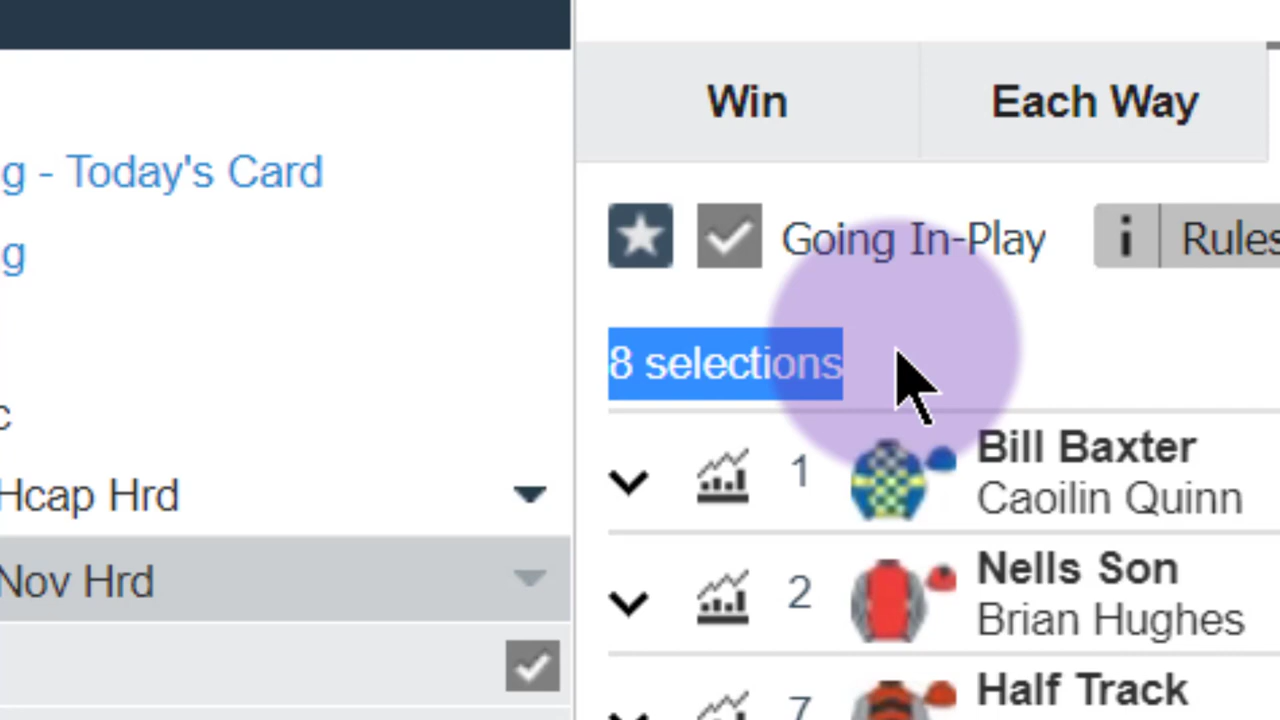 Win
Each Way
g - Today's Card
g
Going In-Play
i
Rules
8 selections
c
Hcap Hrd
Nov Hrd
1
Bill Baxter
Caoilin Quinn
2
Nells Son
Brian Hughes
7
Half Track